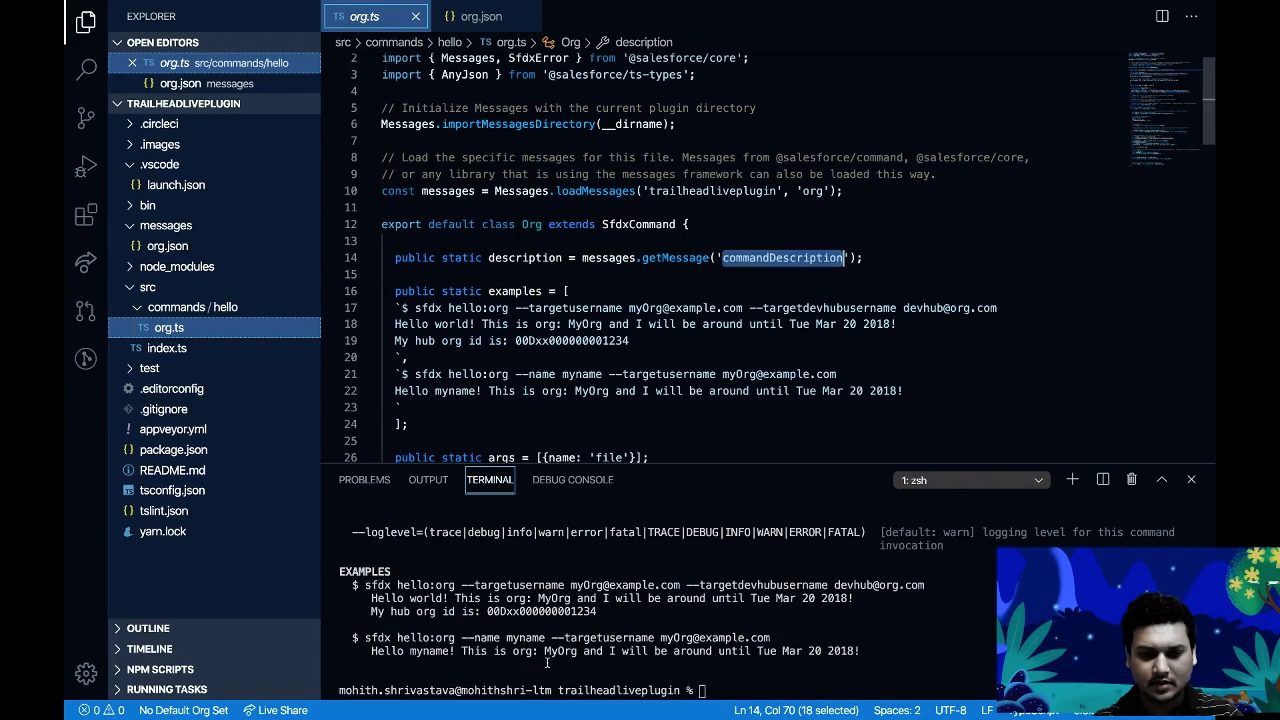 EXPLORER
OPEN EDITORS
TS org.ts src/commands/hello
{} org.json messages
TRAILHEADLIVEPLUGIN
.circleci
.images
.vscode
{} launch.json
bin
messages
{} org.json
node_modules
src
commands / hello
TS org.ts
TS index.ts
test
.editorconfig
.gitignore
appveyor.yml
{} package.json
README.md
tsconfig.json
tslint.json
yarn.lock
OUTLINE
TIMELINE
NPM SCRIPTS
RUNNING TASKS
TS org.ts
{} org.json
src > commands > hello > TS org.ts > Org > description
import { Messages, SfdxError } from '@salesforce/core';
import from '@salesforce-types';
4
5 // Initialize Messages with the current plugin directory
6 Messages.importMessagesDirectory(__dirname);
7
8 // Load the specific messages for this file. Messages from @salesforce/command, @salesforce/core,
9 // or any library that is using the messages framework can also be loaded this way.
10 const messages = Messages.loadMessages('trailheadliveplugin', 'org');
11
12 export default class Org extends SfdxCommand {
13
14 public static description = messages.getMessage('commandDescription');
15
16 public static examples = [
17 `$ sfdx hello:org --targetusername myOrg@example.com --targetdevhubusername devhub@org.com
18 Hello world! This is org: MyOrg and I will be around until Tue Mar 20 2018!
19 My hub org id is: 00Dxx000000001234
20 `,
21 `$ sfdx hello:org --name myname --targetusername myOrg@example.com
22 Hello myname! This is org: MyOrg and I will be around until Tue Mar 20 2018!
23 `
24 ];
25
26 public static args = [{name: 'file'}];
PROBLEMS OUTPUT TERMINAL DEBUG CONSOLE 1: zsh
--loglevel=(trace|debug|info|warn|error|fatal|TRACE|DEBUG|INFO|WARN|ERROR|FATAL) [default: warn] logging level for this command
invocation
EXAMPLES
$ sfdx hello:org --targetusername myOrg@example.com --targetdevhubusername devhub@org.com
Hello world! This is org: MyOrg and I will be around until Tue Mar 20 2018!
My hub org id is: 00Dxx000000001234
$ sfdx hello:org --name myname --targetusername myOrg@example.com
Hello myname! This is org: MyOrg and I will be around until Tue Mar 20 2018!
mohith.shrivastava@mohithshri-ltm trailheadliveplugin %
0 0 No Default Org Set Live Share Ln 14, Col 70 (18 selected) Spaces: 2 UTF-8 LF